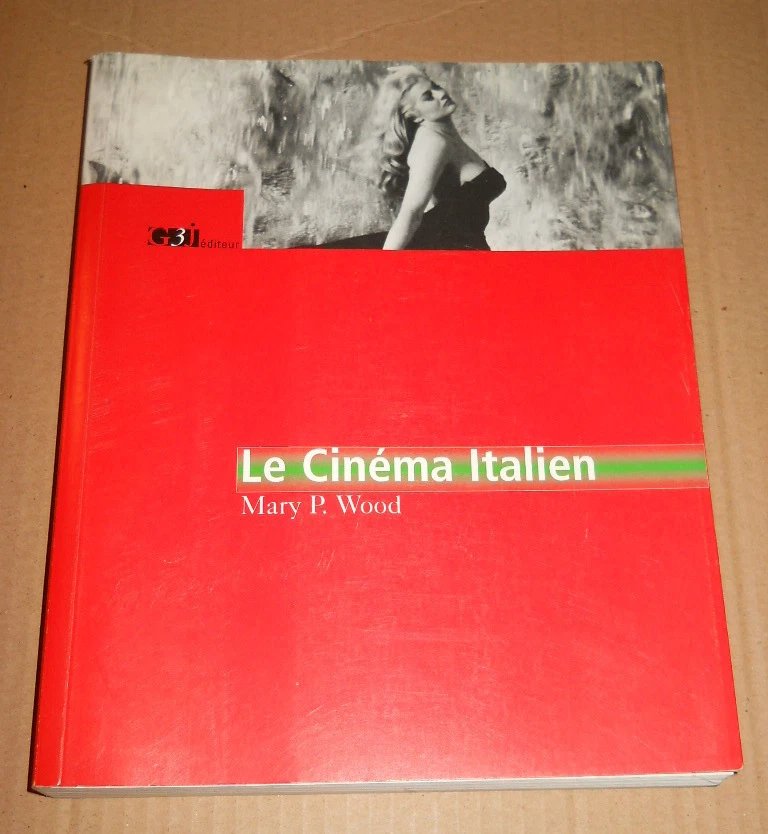 G3j éditeur
Le Cinéma Italien
Mary P. Wood